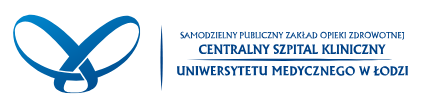 SAMODZIELNY PUBLICZNY ZAKŁAD OPIEKI ZDROWOTNEJ
CENTRALNY SZPITAL KLINICZNY
UNIWERSYTETU MEDYCZNEGO W ŁODZI